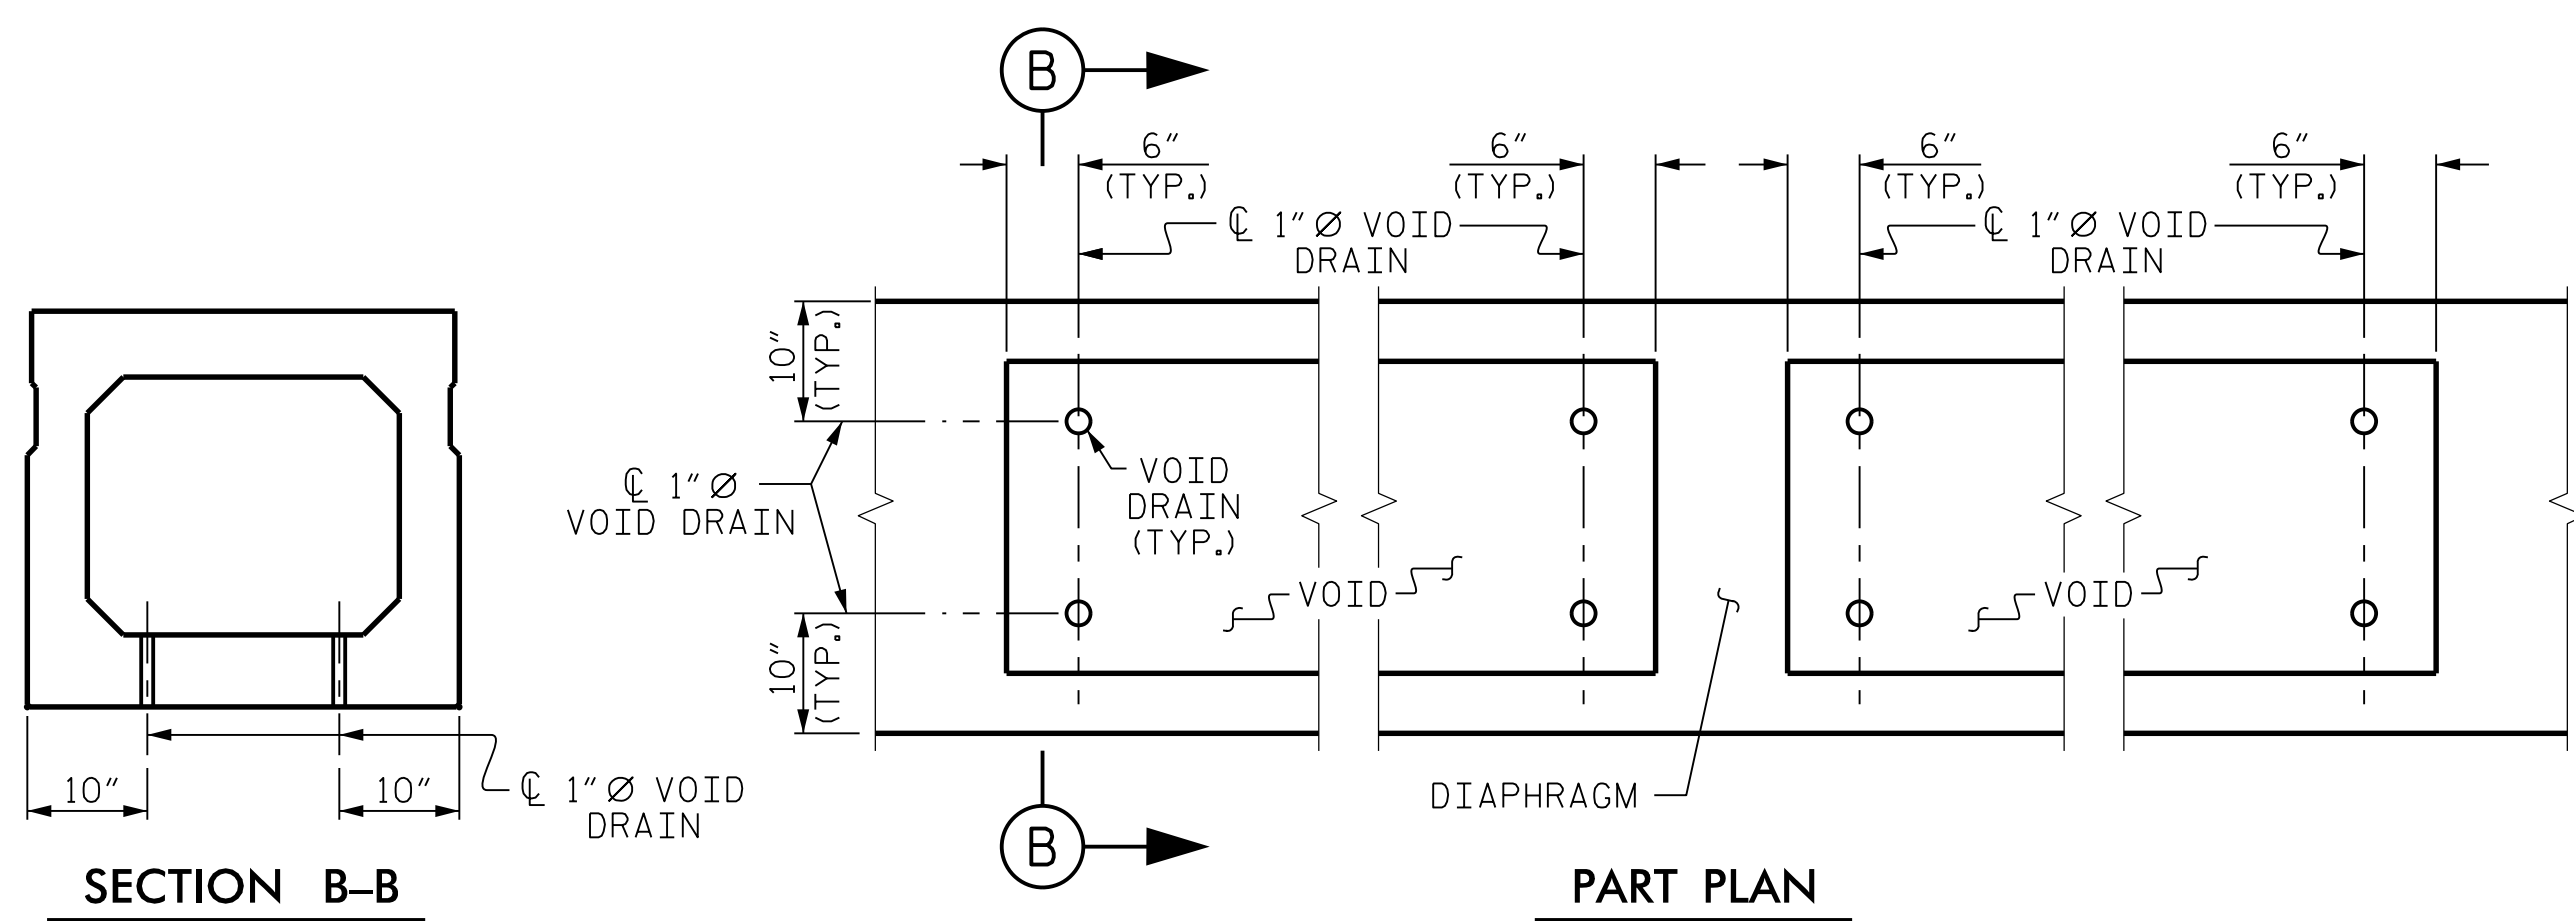 B
6" 6" 6" 6"
(TYP.) (TYP.) (TYP.) (TYP.)
℄ 1"Ø VOID
DRAIN
℄ 1"Ø VOID
DRAIN
10"
(TYP.)
℄ 1"Ø
VOID DRAIN
VOID
DRAIN
(TYP.)
VOID
VOID
10"
(TYP.)
DIAPHRAGM
B
PART PLAN
10"
10"
℄ 1"Ø VOID
DRAIN
SECTION B–B